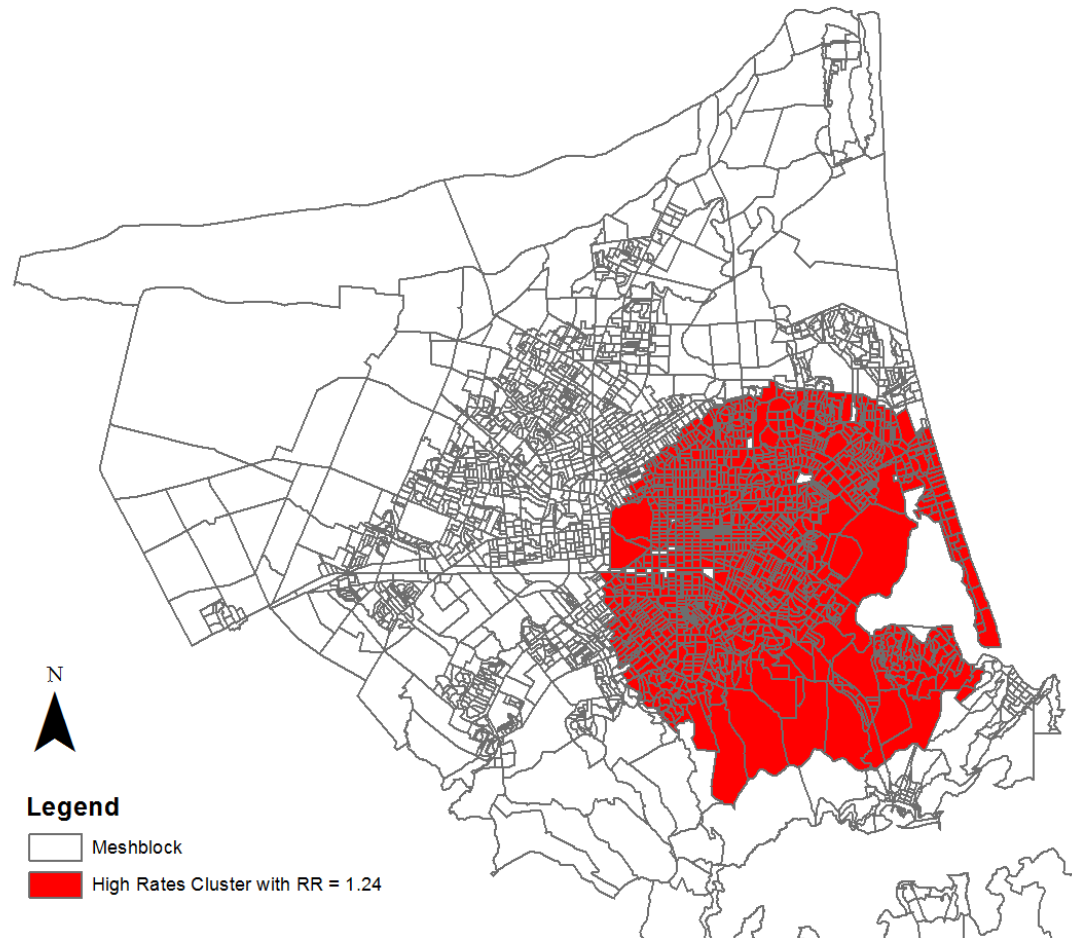 N
Legend
Meshblock
High Rates Cluster with RR = 1.24